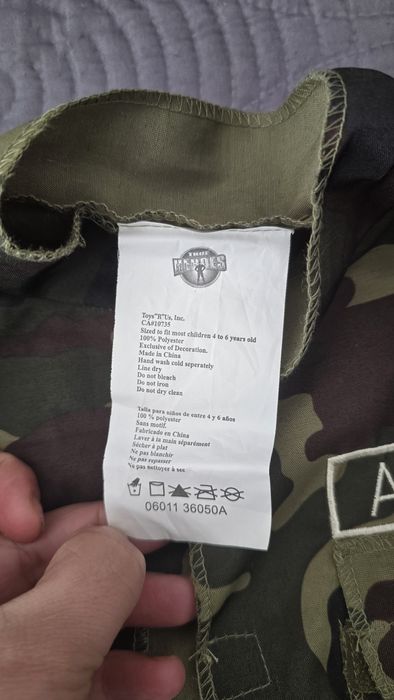 TRUE
HEROES
Toys"R"Us, Inc.
CA#10735
Sized to fit most children 4 to 6 years old
100% Polyester
Exclusive of Decoration.
Made in China
Hand wash cold seperately
Line dry
Do not bleach
Do not iron
Do not dry clean
Talla para niños de entre 4 y 6 años
100 % polyester
Sans motif.
Fabricado en China
Laver à la main séparément
Sécher à plat
Ne pas blanchir
Ne pas repasser
Ne pas nettoyer à sec
06011 36050A
A